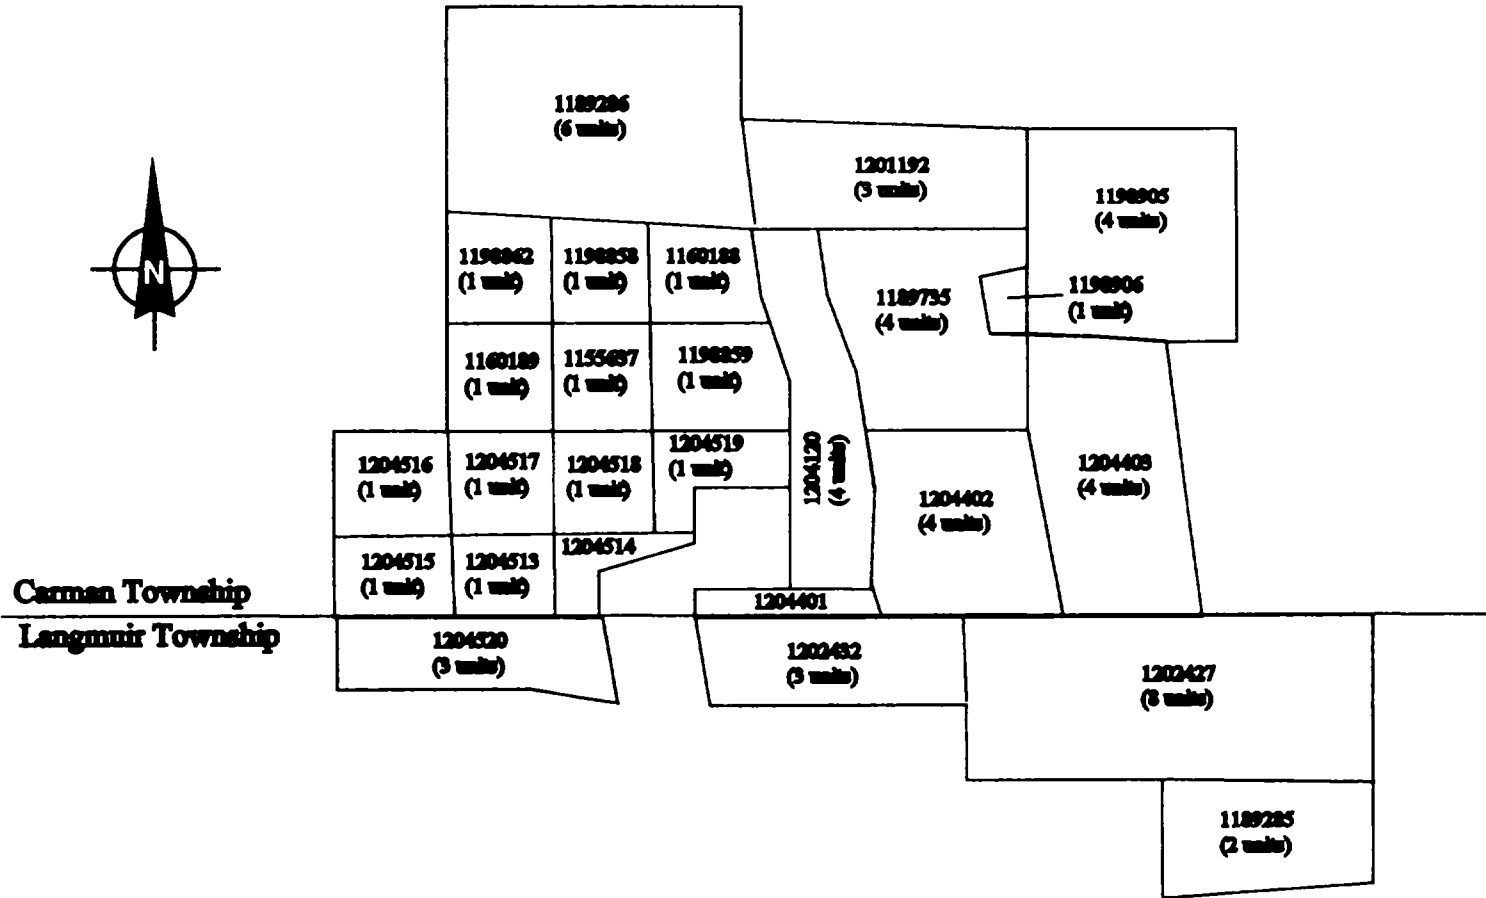 1189286
(6 units)
1201192
(3 units)
1198905
(4 units)
1198862
(1 unit)
1198858
(1 unit)
1160188
(1 unit)
N
1189735
(4 units)
1198906
(1 unit)
1160189
(1 unit)
1155637
(1 unit)
1198859
(1 unit)
1204120
(4 units)
1204516
(1 unit)
1204517
(1 unit)
1204518
(1 unit)
1204519
(1 unit)
1204402
(4 units)
1204403
(4 units)
1204515
(1 unit)
1204513
(1 unit)
1204514
1204401
Carman Township
Langmuir Township
1204520
(3 units)
1202432
(3 units)
1202427
(8 units)
1189285
(2 units)